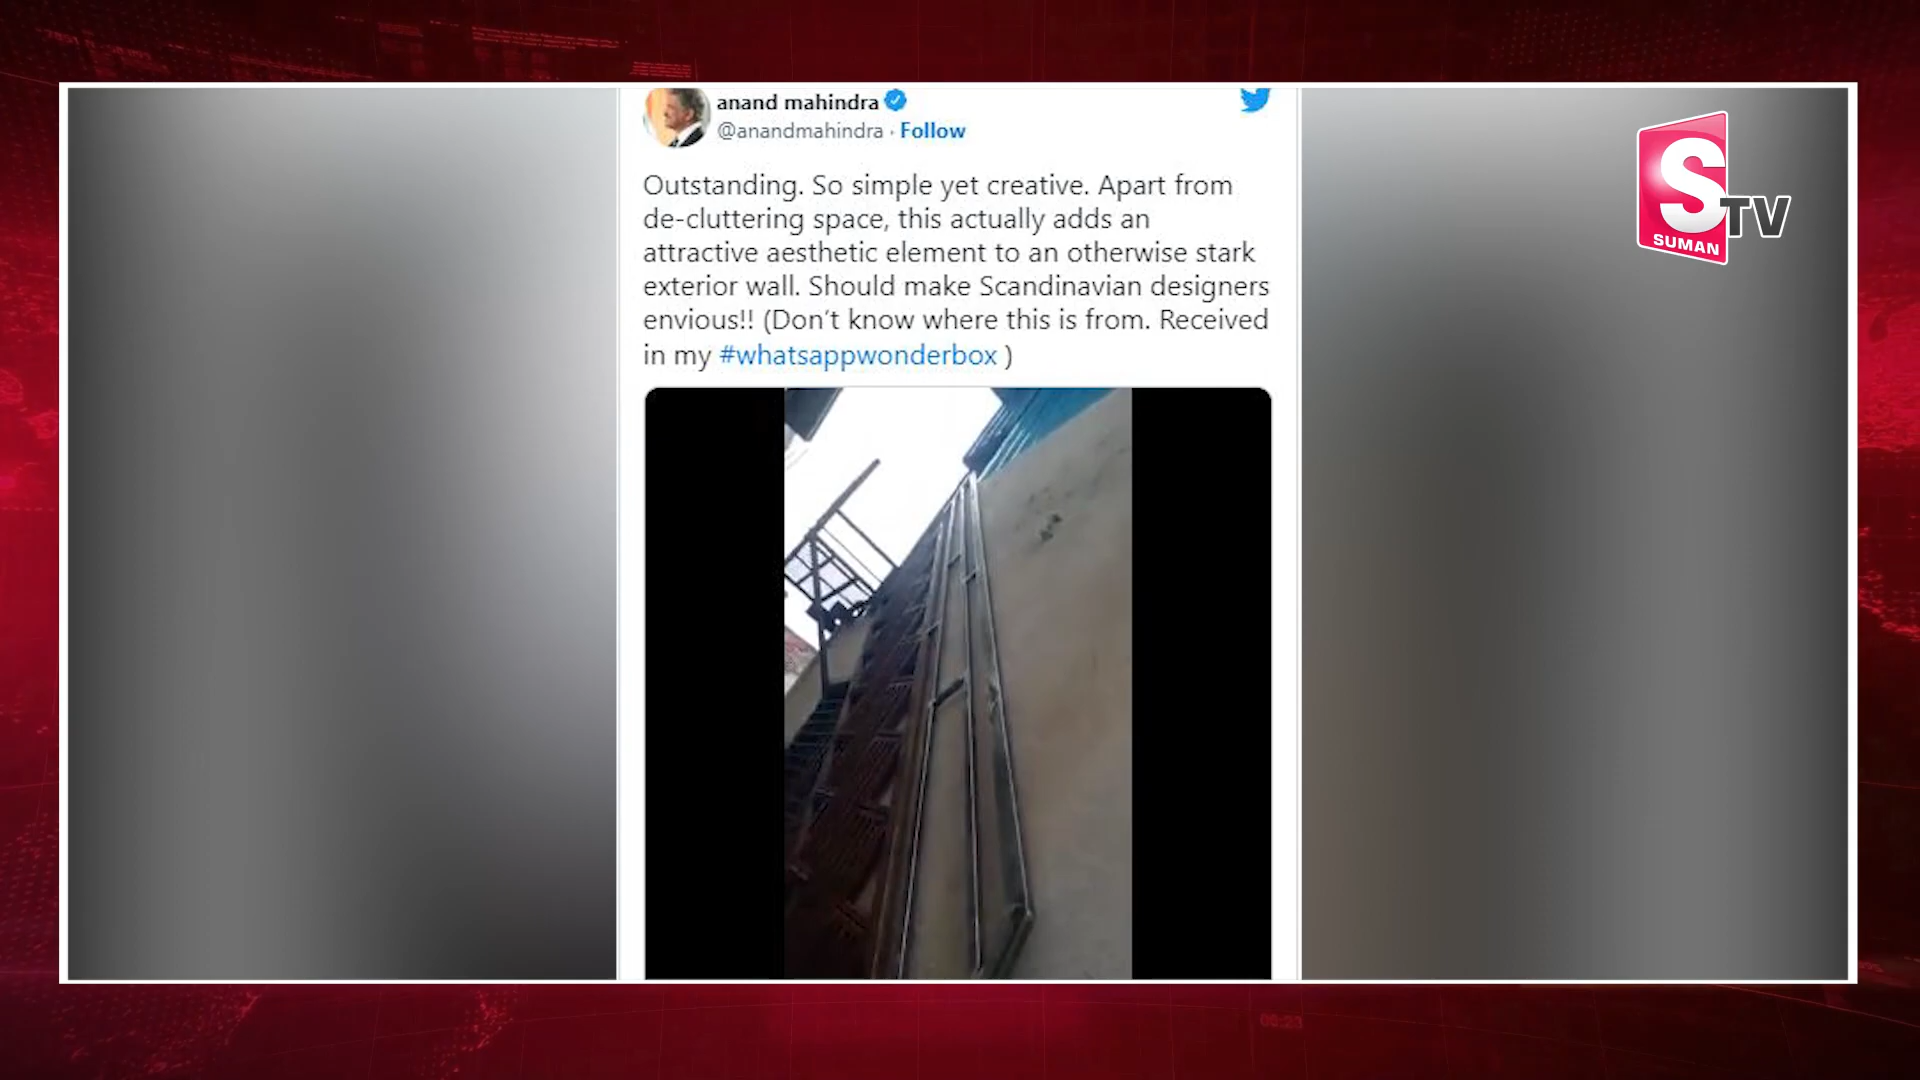 anand mahindra
@anandmahindra · Follow
Outstanding. So simple yet creative. Apart from
de-cluttering space, this actually adds an
attractive aesthetic element to an otherwise stark
exterior wall. Should make Scandinavian designers
envious!! (Don’t know where this is from. Received
in my #whatsappwonderbox )
S TV
SUMAN